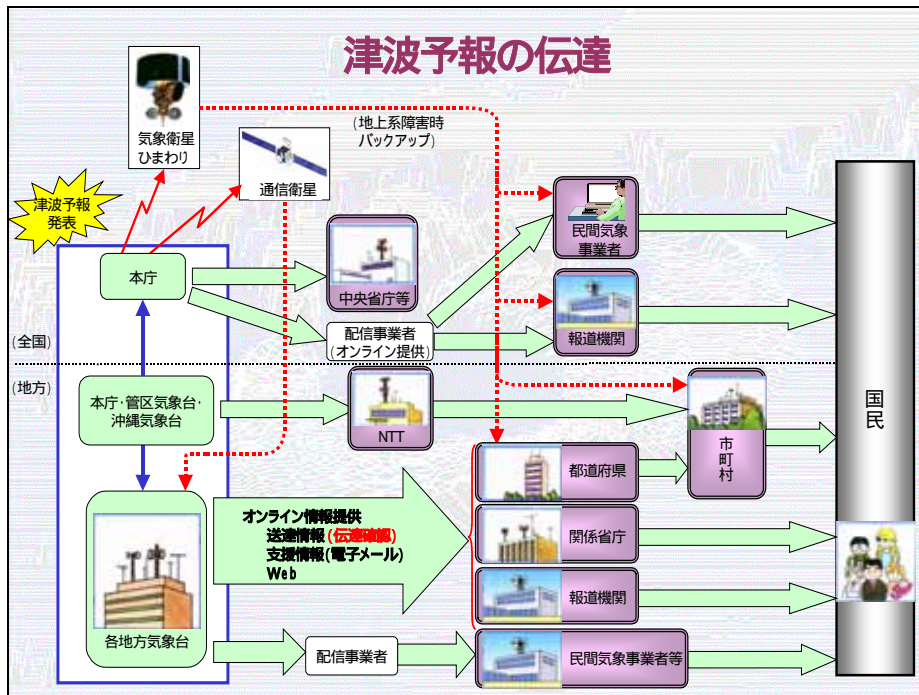 津波予報の伝達
気象衛星
ひまわり
(地上系障害時
バックアップ)
通信衛星
津波予報
発表
本庁
中央省庁等
民間気象
事業者
配信事業者
(オンライン提供)
報道機関
(全国)
(地方)
本庁・管区気象台・
沖縄気象台
NTT
市
町
村
国
民
都道府県
オンライン情報提供
送達情報(伝達確認)
支援情報(電子メール)
Web
関係省庁
報道機関
各地方気象台
配信事業者
民間気象事業者等